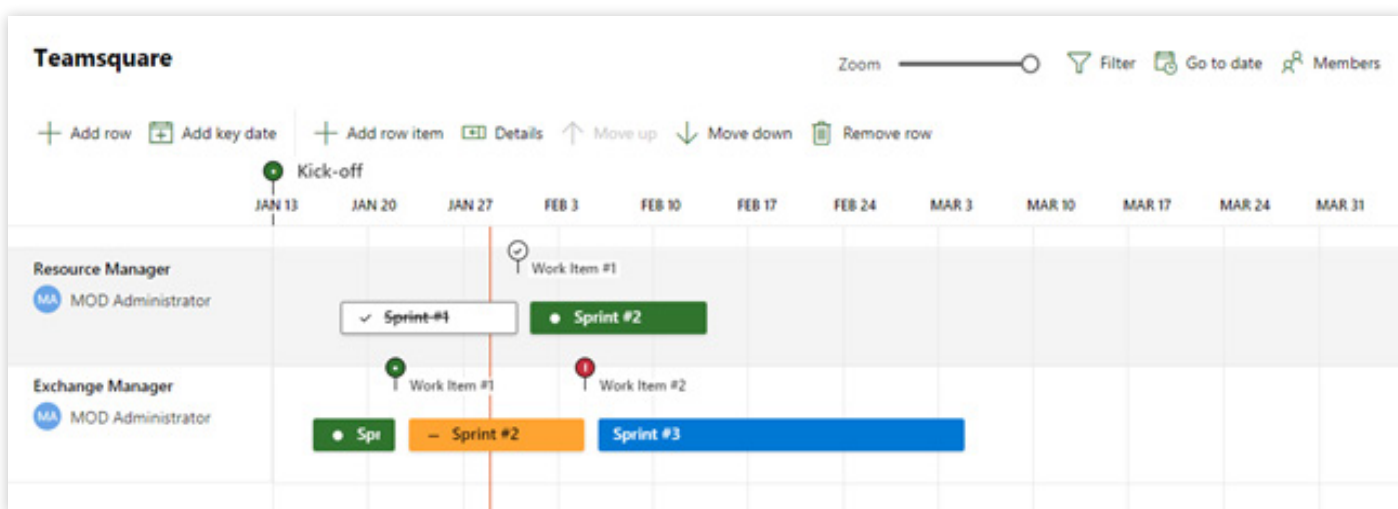 Teamsquare
Zoom Filter Go to date Members
Add row Add key date Add row item Details Move up Move down Remove row
Kick-off
JAN 13 JAN 20 JAN 27 FEB 3 FEB 10 FEB 17 FEB 24 MAR 3 MAR 10 MAR 17 MAR 24 MAR 31
Resource Manager
Work Item #1
MA MOD Administrator
Sprint #1 Sprint #2
Exchange Manager
Work Item #1 Work Item #2
MA MOD Administrator
Spr Sprint #2 Sprint #3